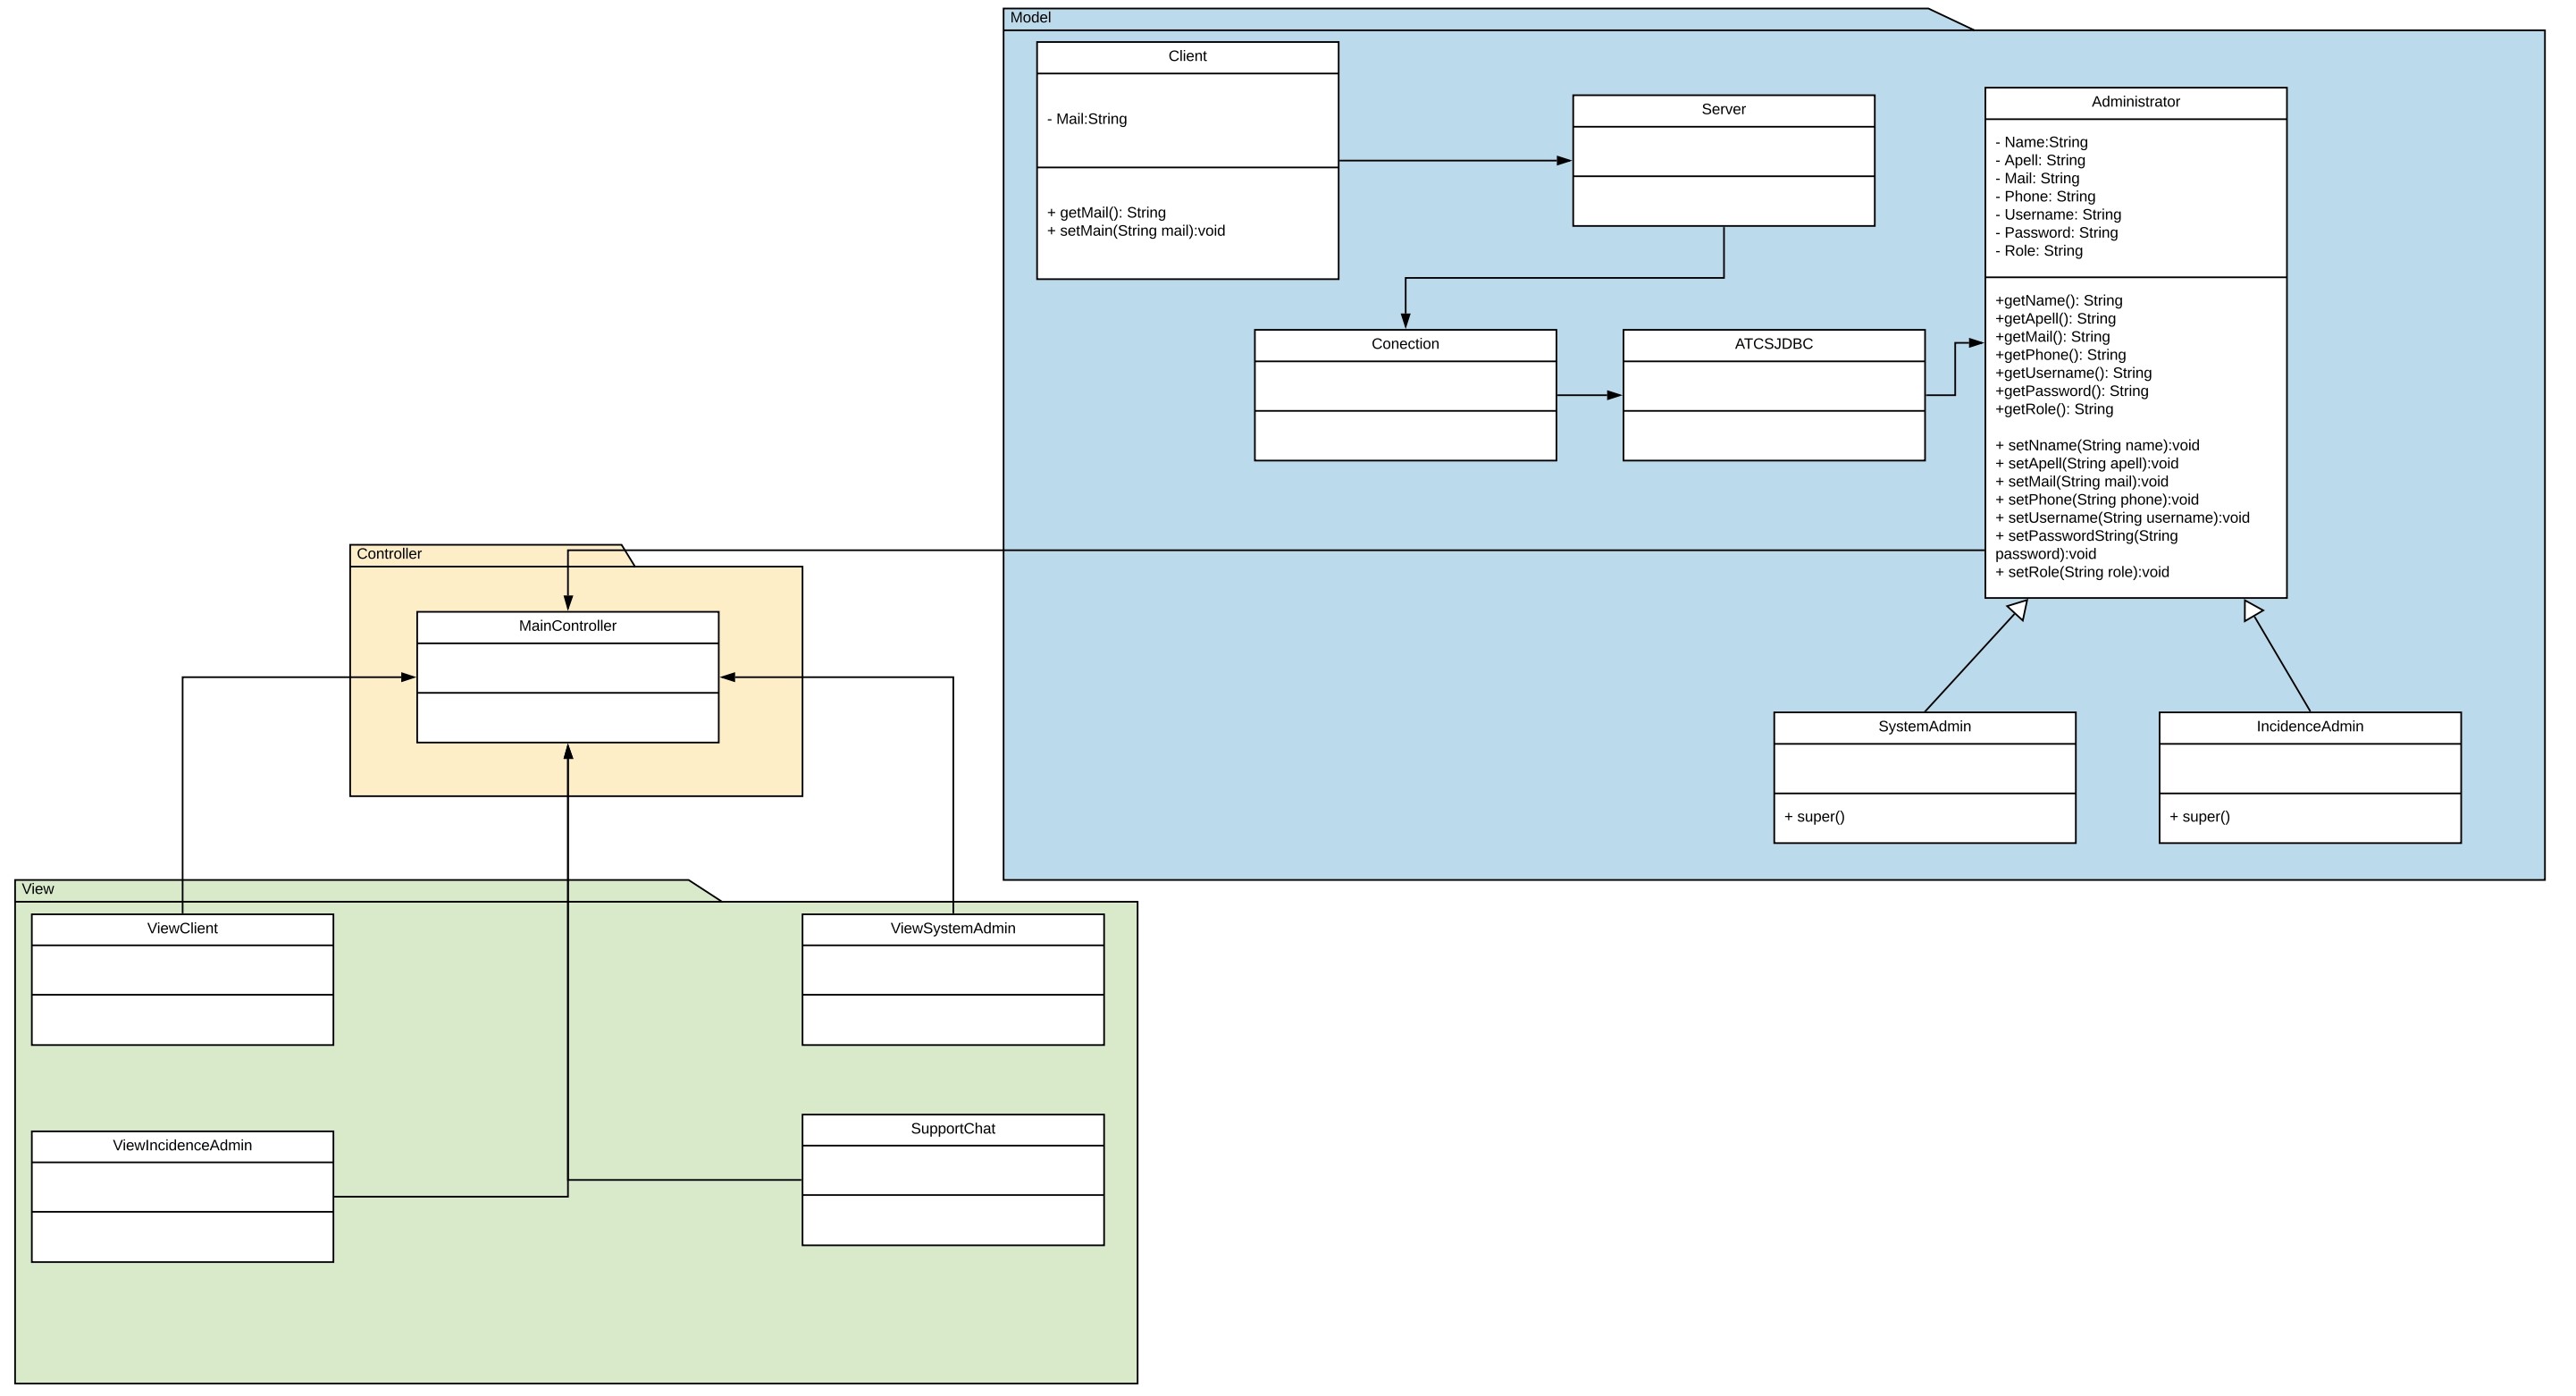 Model
Client
- Mail:String
+ getMail(): String
+ setMain(String mail):void
Server
Administrator
- Name:String
- Apell: String
- Mail: String
- Phone: String
- Username: String
- Password: String
- Role: String
+getName(): String
+getApell(): String
+getMail(): String
+getPhone(): String
+getUsername(): String
+getPassword(): String
+getRole(): String
+ setNname(String name):void
+ setApell(String apell):void
+ setMail(String mail):void
+ setPhone(String phone):void
+ setUsername(String username):void
+ setPasswordString(String
password):void
+ setRole(String role):void
Conection
ATCSJDBC
SystemAdmin
+ super()
IncidenceAdmin
+ super()
Controller
MainController
View
ViewClient
ViewSystemAdmin
ViewIncidenceAdmin
SupportChat